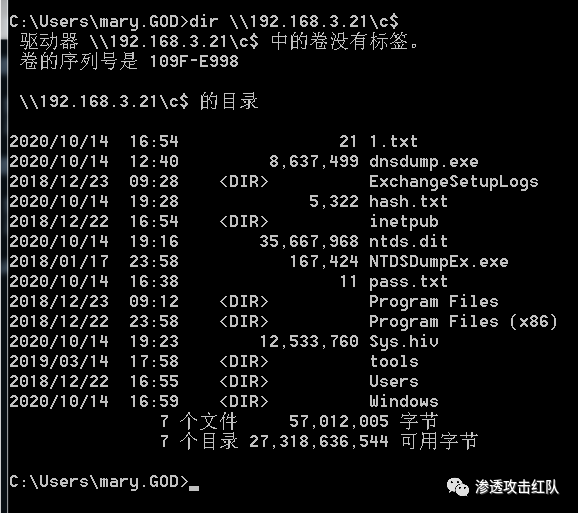 C:\Users\mary.GOD>dir \\192.168.3.21\c$
驱动器 \\192.168.3.21\c$ 中的卷没有标签。
卷的序列号是 109F-E998
\\192.168.3.21\c$ 的目录
2020/10/14  16:54                21 1.txt
2020/10/14  12:40         8,637,499 dnsdump.exe
2018/12/23  09:28    <DIR>          ExchangeSetupLogs
2020/10/14  19:28             5,322 hash.txt
2018/12/22  16:54    <DIR>          inetpub
2020/10/14  19:16        35,667,968 ntds.dit
2018/01/17  23:58           167,424 NTDSDumpEx.exe
2020/10/14  16:38                11 pass.txt
2018/12/23  09:12    <DIR>          Program Files
2018/12/22  23:58    <DIR>          Program Files (x86)
2020/10/14  19:23        12,533,760 Sys.hiv
2019/03/14  17:58    <DIR>          tools
2018/12/22  16:55    <DIR>          Users
2020/10/14  16:59    <DIR>          Windows
7 个文件     57,012,005 字节
7 个目录 27,318,636,544 可用字节
C:\Users\mary.GOD>_
渗透攻击红队